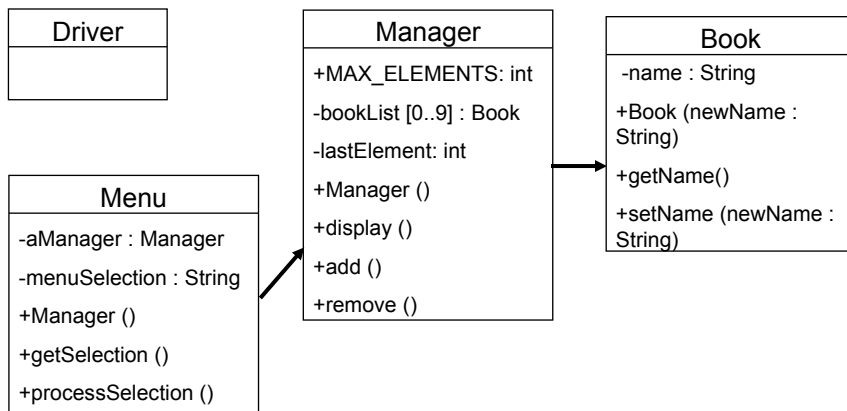 Driver
Manager
+MAX_ELEMENTS: int
-bookList [0..9] : Book
-lastElement: int
+Manager ()
+display ()
+add ()
+remove ()
Book
-name : String
+Book (newName :
String)
+getName()
+setName (newName :
String)
Menu
-aManager : Manager
-menuSelection : String
+Manager ()
+getSelection ()
+processSelection ()